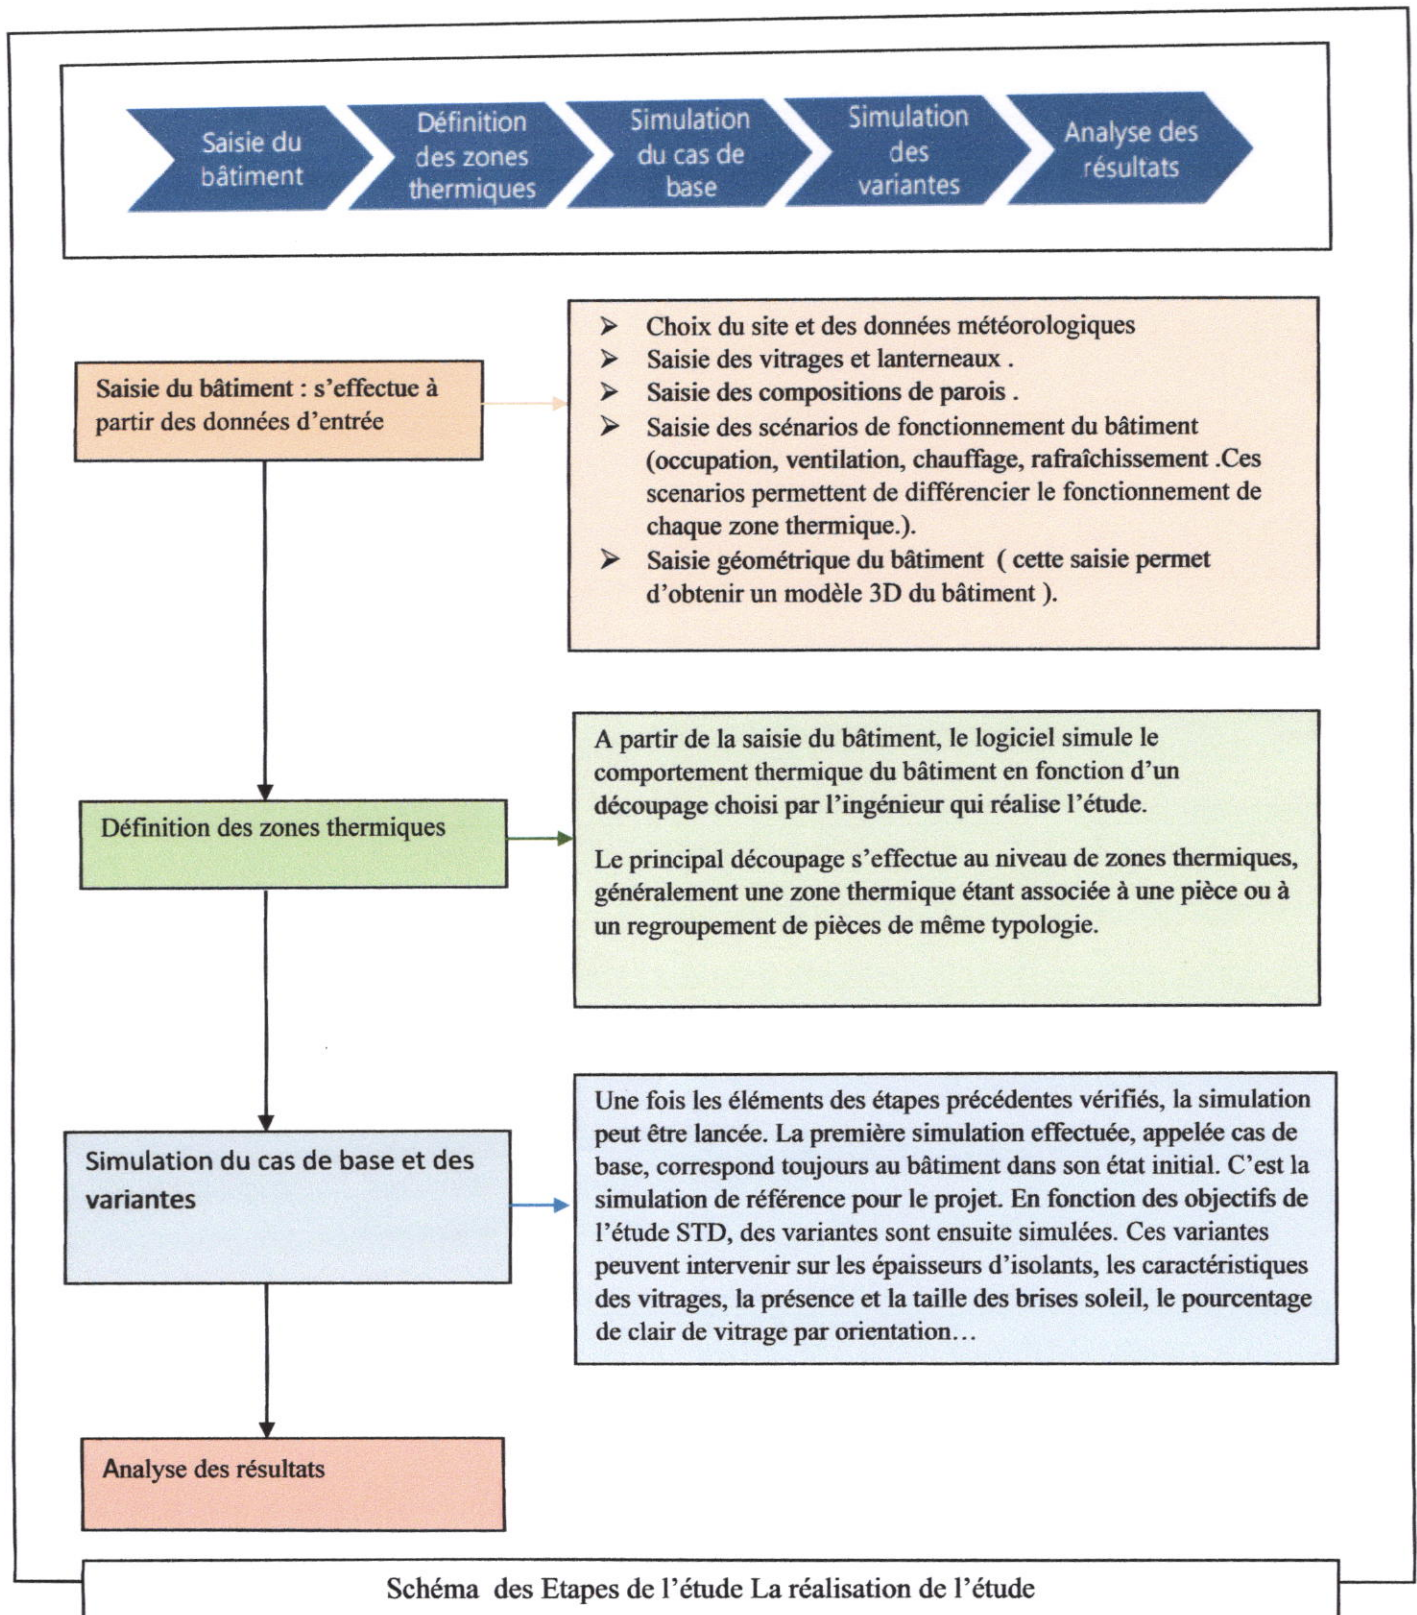 Saisie du
bâtiment
Définition
des zones
thermiques
Simulation
du cas de
base
Simulation
des
variantes
Analyse des
résultats
Saisie du bâtiment : s’effectue à
partir des données d’entrée
➢ Choix du site et des données météorologiques
➢ Saisie des vitrages et lanterneaux .
➢ Saisie des compositions de parois .
➢ Saisie des scénarios de fonctionnement du bâtiment
(occupation, ventilation, chauffage, rafraîchissement .Ces
scenarios permettent de différencier le fonctionnement de
chaque zone thermique.).
➢ Saisie géométrique du bâtiment ( cette saisie permet
d’obtenir un modèle 3D du bâtiment ).
Définition des zones thermiques
A partir de la saisie du bâtiment, le logiciel simule le
comportement thermique du bâtiment en fonction d’un
découpage choisi par l’ingénieur qui réalise l’étude.
Le principal découpage s’effectue au niveau de zones thermiques,
généralement une zone thermique étant associée à une pièce ou à
un regroupement de pièces de même typologie.
Simulation du cas de base et des
variantes
Une fois les éléments des étapes précédentes vérifiés, la simulation
peut être lancée. La première simulation effectuée, appelée cas de
base, correspond toujours au bâtiment dans son état initial. C’est la
simulation de référence pour le projet. En fonction des objectifs de
l’étude STD, des variantes sont ensuite simulées. Ces variantes
peuvent intervenir sur les épaisseurs d’isolants, les caractéristiques
des vitrages, la présence et la taille des brises soleil, le pourcentage
de clair de vitrage par orientation…
Analyse des résultats
Schéma des Etapes de l’étude La réalisation de l’étude